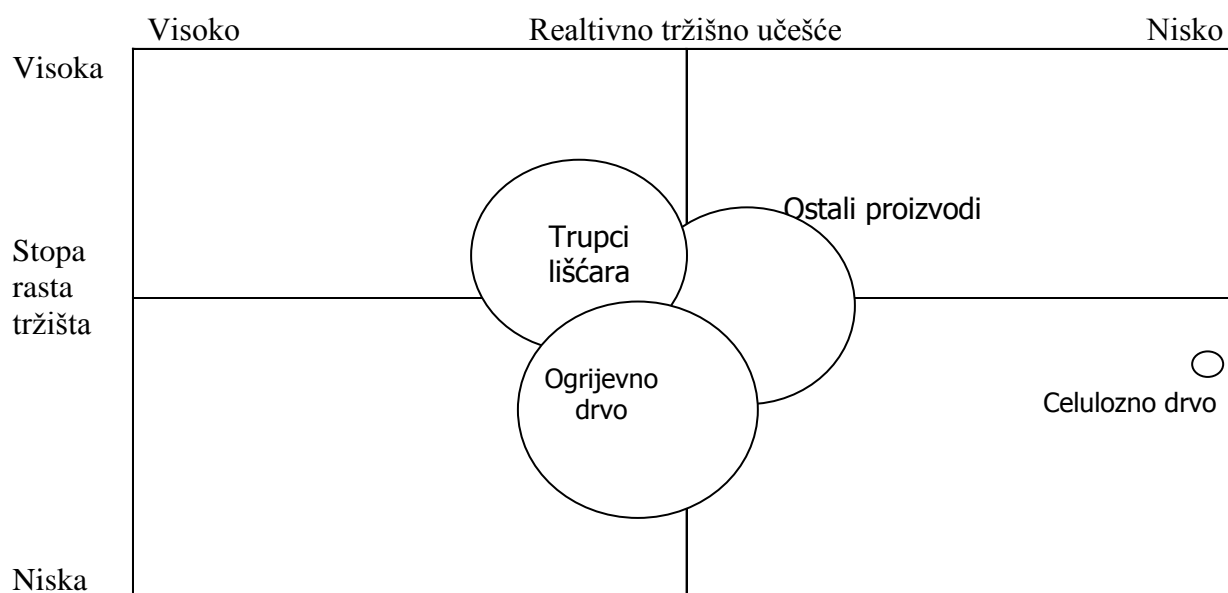 Visoko Realtivno tržišno učešće Nisko
Visoka
Ostali proizvodi
Trupci
lišćara
Stopa
rasta
tržišta
Ogrijevno
drvo
Celulozno drvo
Niska